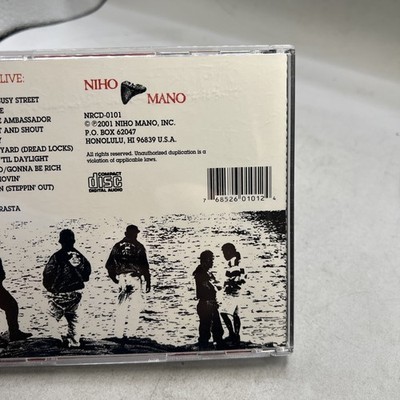 LIVE:
BUSY STREET
E
E AMBASSADOR
T AND SHOUT
Y
YARD (DREAD LOCKS)
'TIL DAYLIGHT
D/GONNA BE RICH
OVIN'
N (STEPPIN' OUT)
RASTA
NIHO MANO
NRCD-0101
© ℗ 2001 NIHO MANO, INC.
P.O. BOX 62047
HONOLULU, HI 96839 U.S.A.
All rights reserved. Unauthorized duplication is a
violation of applicable laws.
COMPACT
disc
DIGITAL AUDIO
7 68526 01012 4